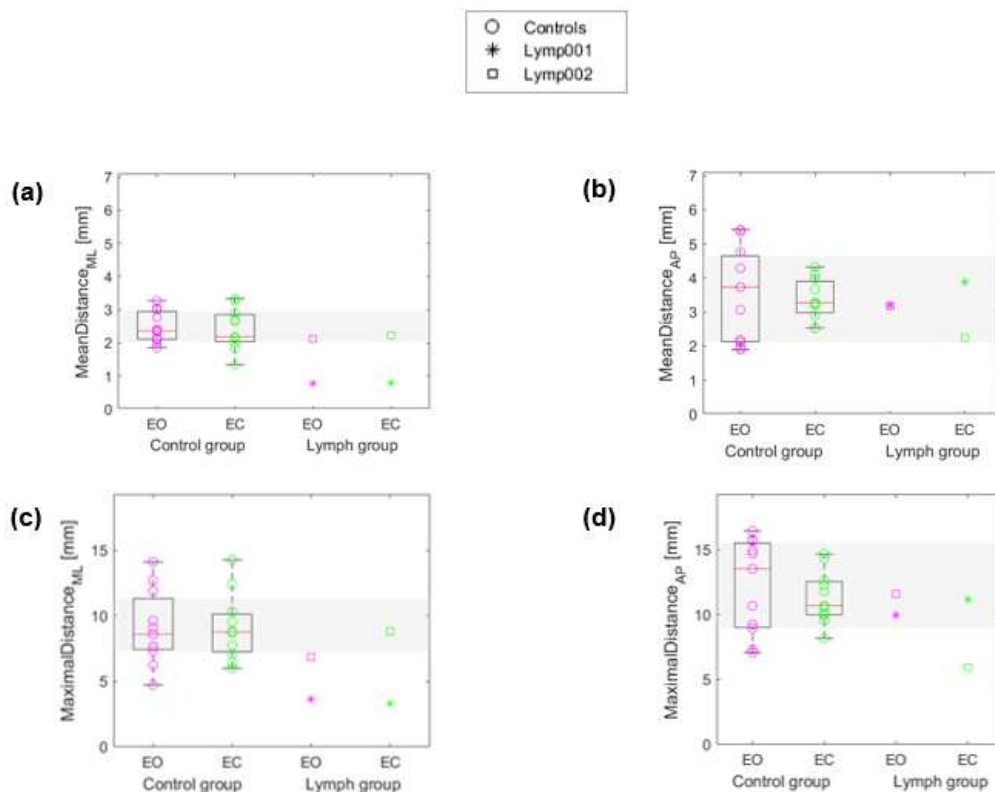 Controls
Lymp001
Lymp002
(a)
MeanDistance_ML [mm]
7
6
5
4
3
2
1
0
EO EC EO EC
Control group Lymph group
(b)
MeanDistance_AP [mm]
7
6
5
4
3
2
1
0
EO EC EO EC
Control group Lymph group
(c)
MaximalDistance_ML [mm]
15
10
5
0
EO EC EO EC
Control group Lymph group
(d)
MaximalDistance_AP [mm]
15
10
5
0
EO EC EO EC
Control group Lymph group